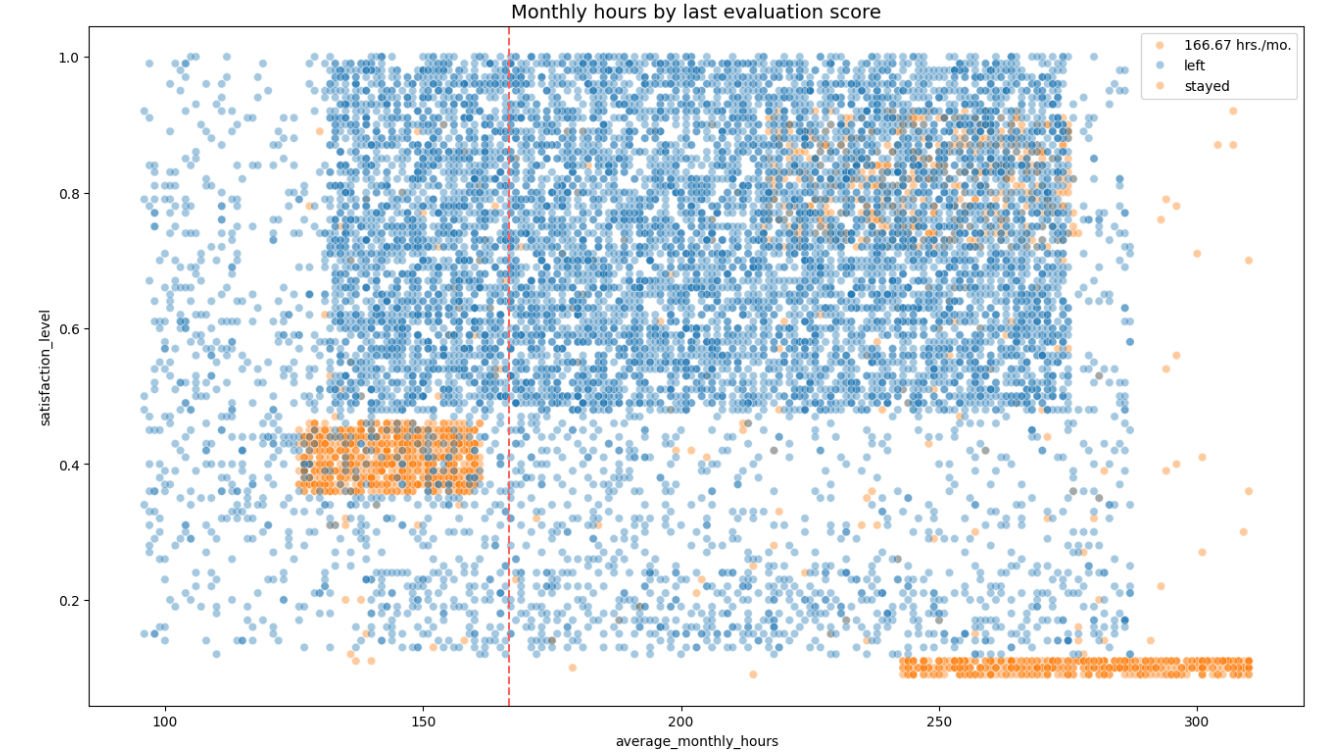 Monthly hours by last evaluation score
166.67 hrs./mo.
left
stayed
1.0
0.8
0.6
0.4
0.2
satisfaction_level
100
150
200
250
300
average_monthly_hours